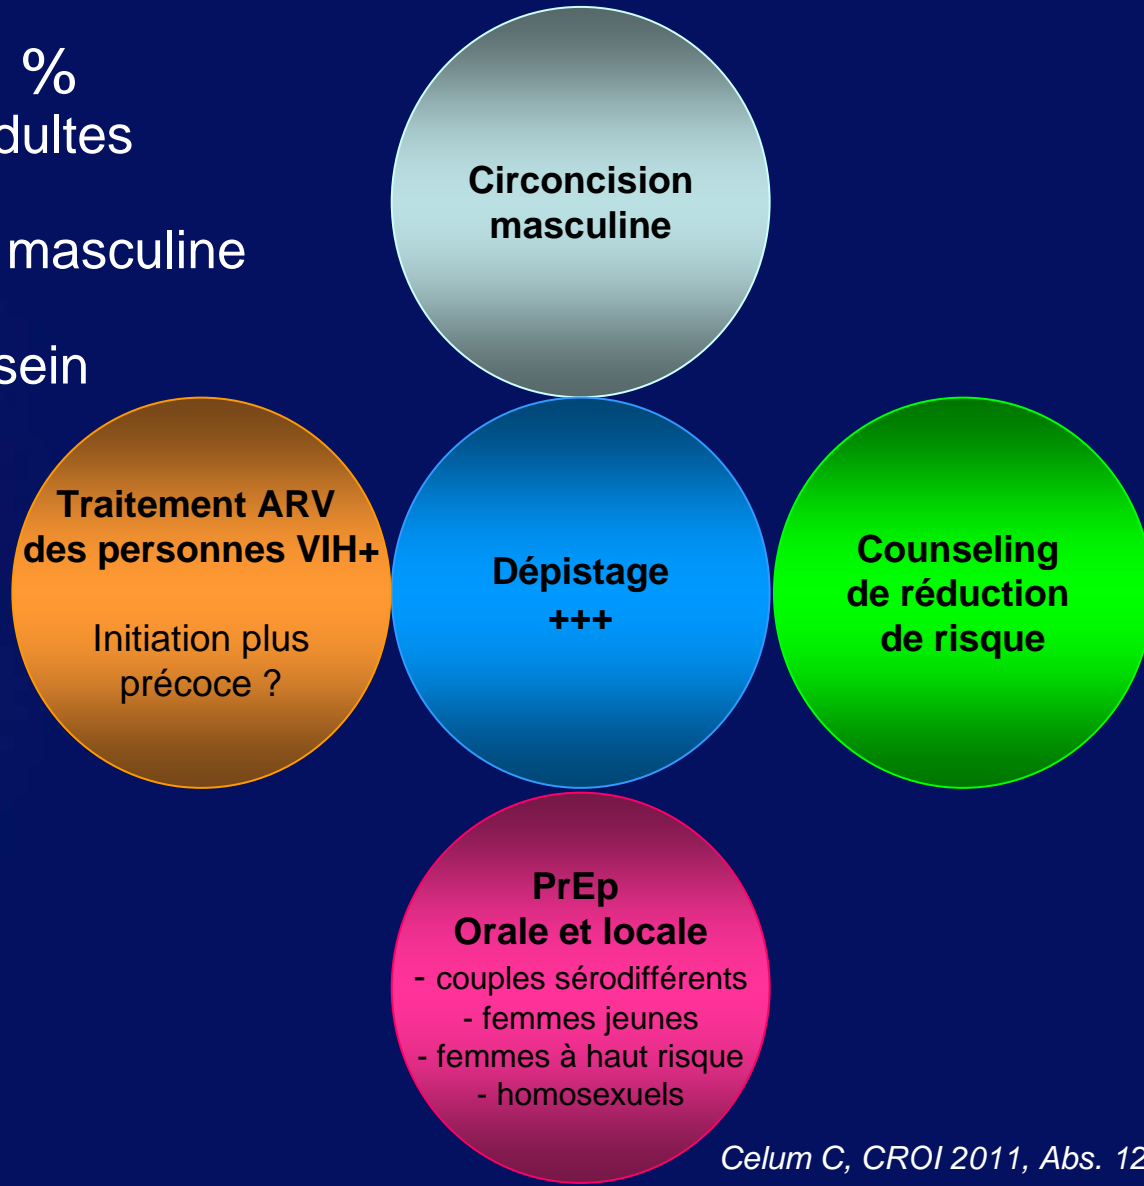 %
dultes
masculine
sein
Circoncision
masculine
Traitement ARV
des personnes VIH+
Initiation plus
précoce ?
Dépistage
+++
Counseling
de réduction
de risque
PrEp
Orale et locale
- couples sérodifférents
- femmes jeunes
- femmes à haut risque
- homosexuels
Celum C, CROI 2011, Abs. 12